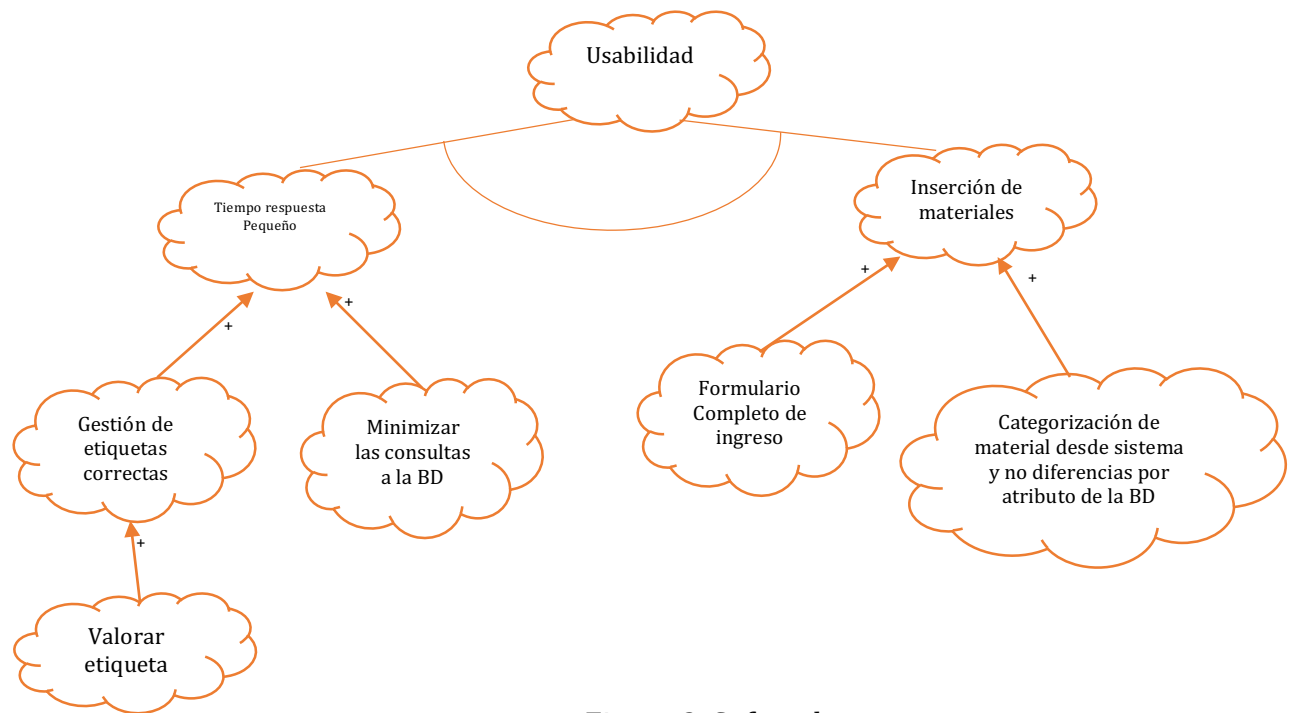 Usabilidad
Tiempo respuesta
Pequeño
Inserción de
materiales
+
+
+
+
Gestión de
etiquetas
correctas
Minimizar
las consultas
a la BD
Formulario
Completo de
ingreso
Categorización de
material desde sistema
y no diferencias por
atributo de la BD
+
Valorar
etiqueta